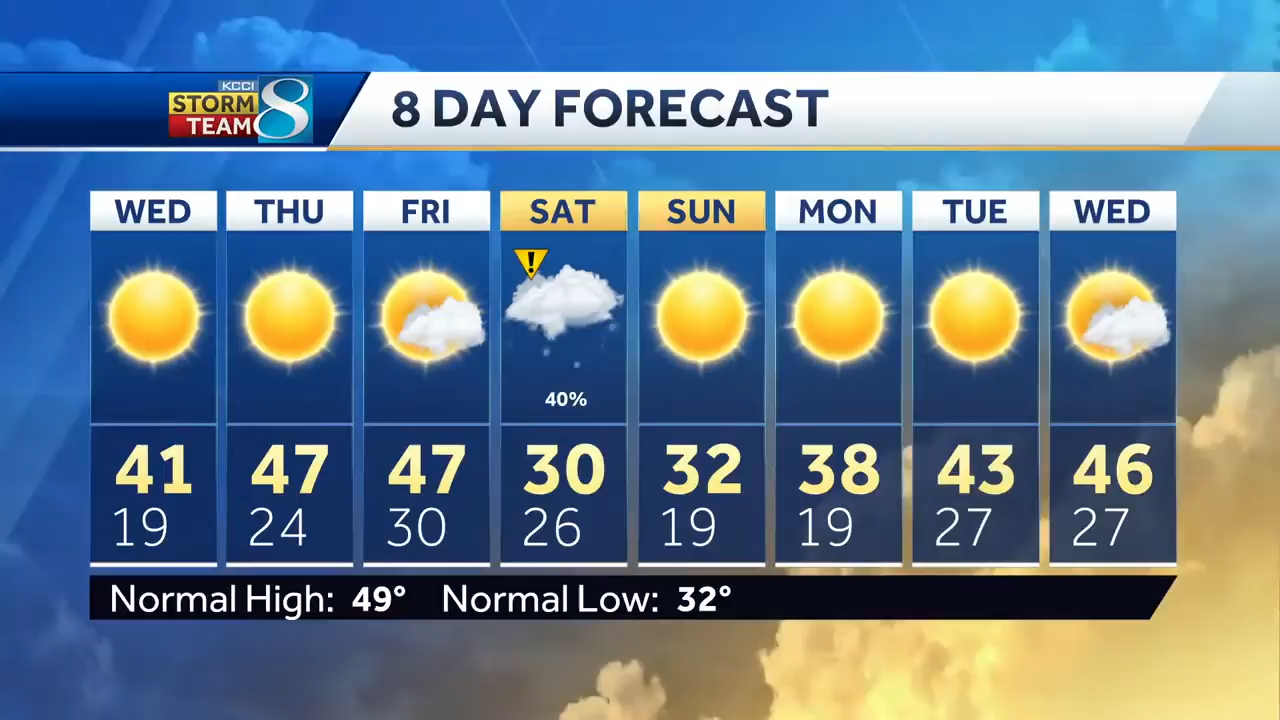 KCCI
STORM
TEAM 8
8 DAY FORECAST
WED THU FRI SAT SUN MON TUE WED
!
40%
41 47 47 30 32 38 43 46
19 24 30 26 19 19 27 27
Normal High: 49° Normal Low: 32°